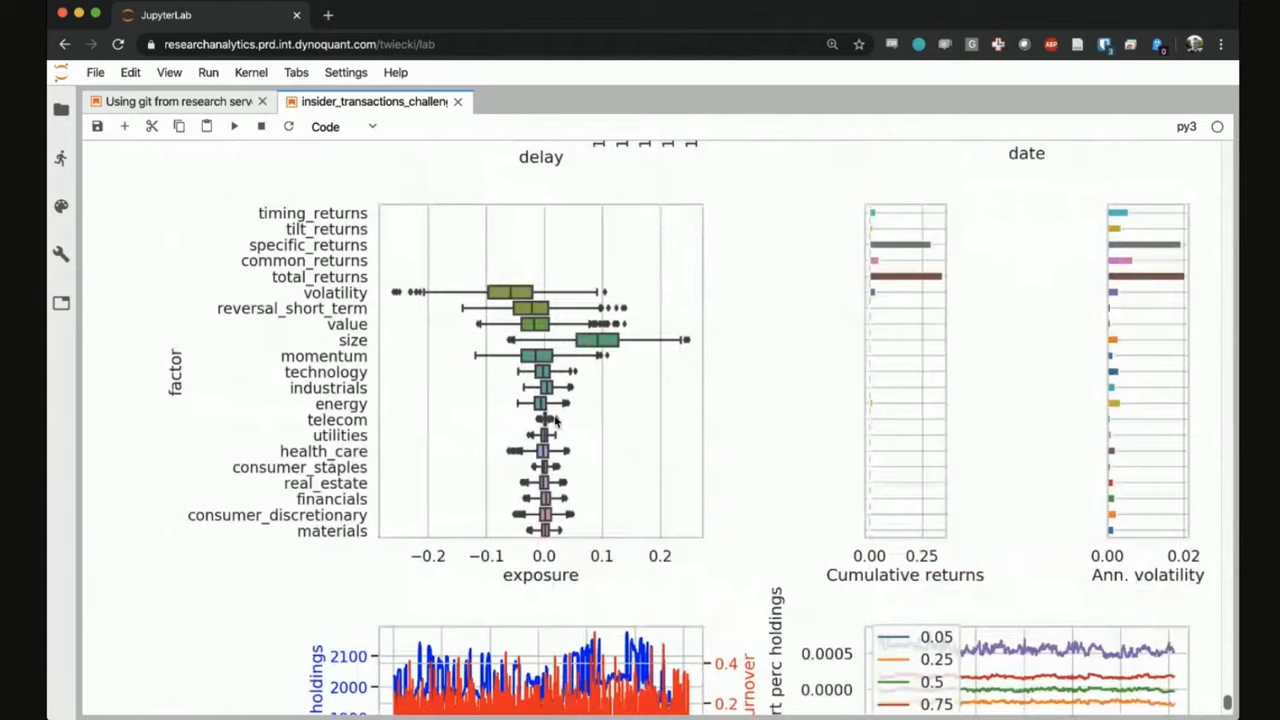 JupyterLab
researchanalytics.prd.int.dynoquant.com/twiecki/lab
File Edit View Run Kernel Tabs Settings Help
Using git from research serv
insider_transactions_challen
Code
py3
delay
date
timing_returns
tilt_returns
specific_returns
common_returns
total_returns
volatility
reversal_short_term
value
size
momentum
technology
industrials
energy
telecom
utilities
health_care
consumer_staples
real_estate
financials
consumer_discretionary
materials
factor
−0.2 −0.1 0.0 0.1 0.2
exposure
0.00 0.25
Cumulative returns
0.00 0.02
Ann. volatility
2100
2000
holdings
0.4
0.2
urnover
rt perc holdings
0.0005
0.0000
0.05
0.25
0.5
0.75